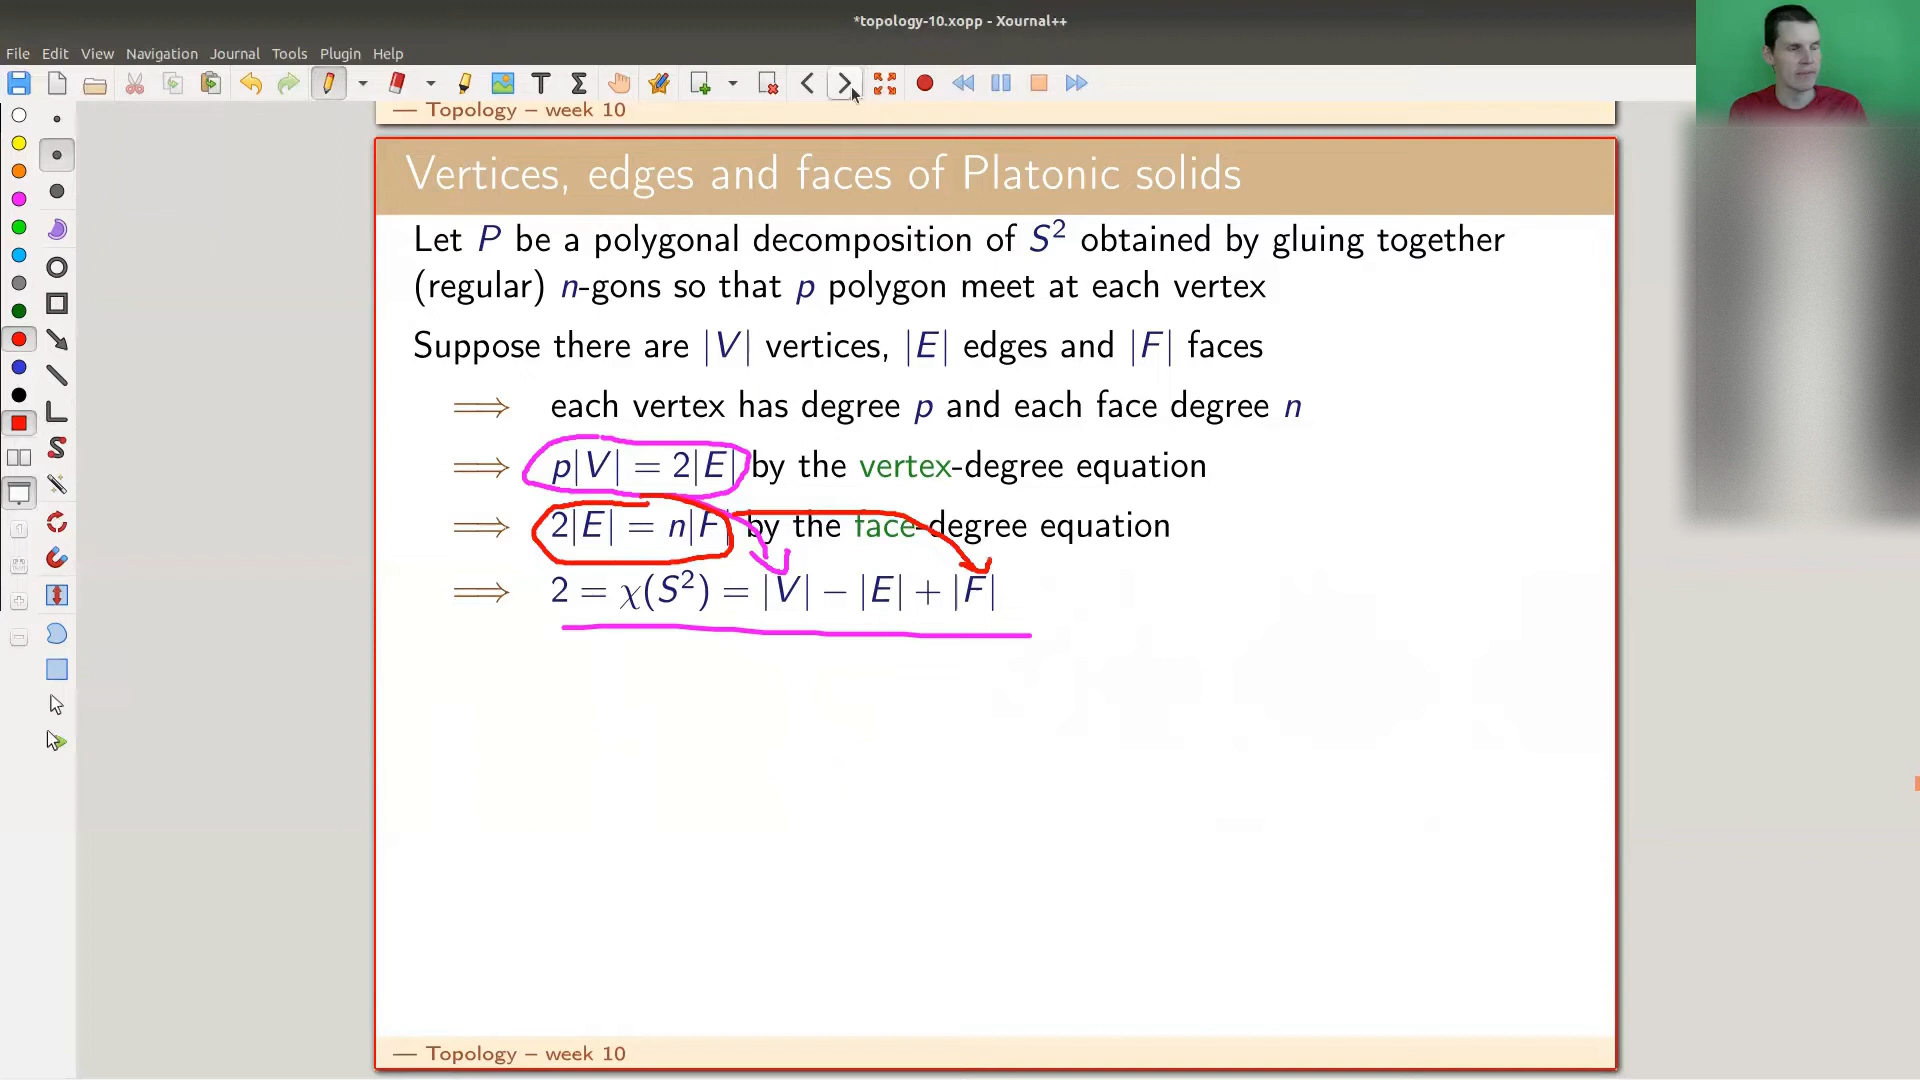 *topology-10.xopp - Xournal++
File Edit View Navigation Journal Tools Plugin Help
— Topology – week 10
Vertices, edges and faces of Platonic solids
Let P be a polygonal decomposition of S² obtained by gluing together
(regular) n-gons so that p polygon meet at each vertex
Suppose there are |V| vertices, |E| edges and |F| faces
⟹ each vertex has degree p and each face degree n
⟹ p|V| = 2|E| by the vertex-degree equation
⟹ 2|E| = n|F| by the face-degree equation
⟹ 2 = χ(S²) = |V| − |E| + |F|
— Topology – week 10